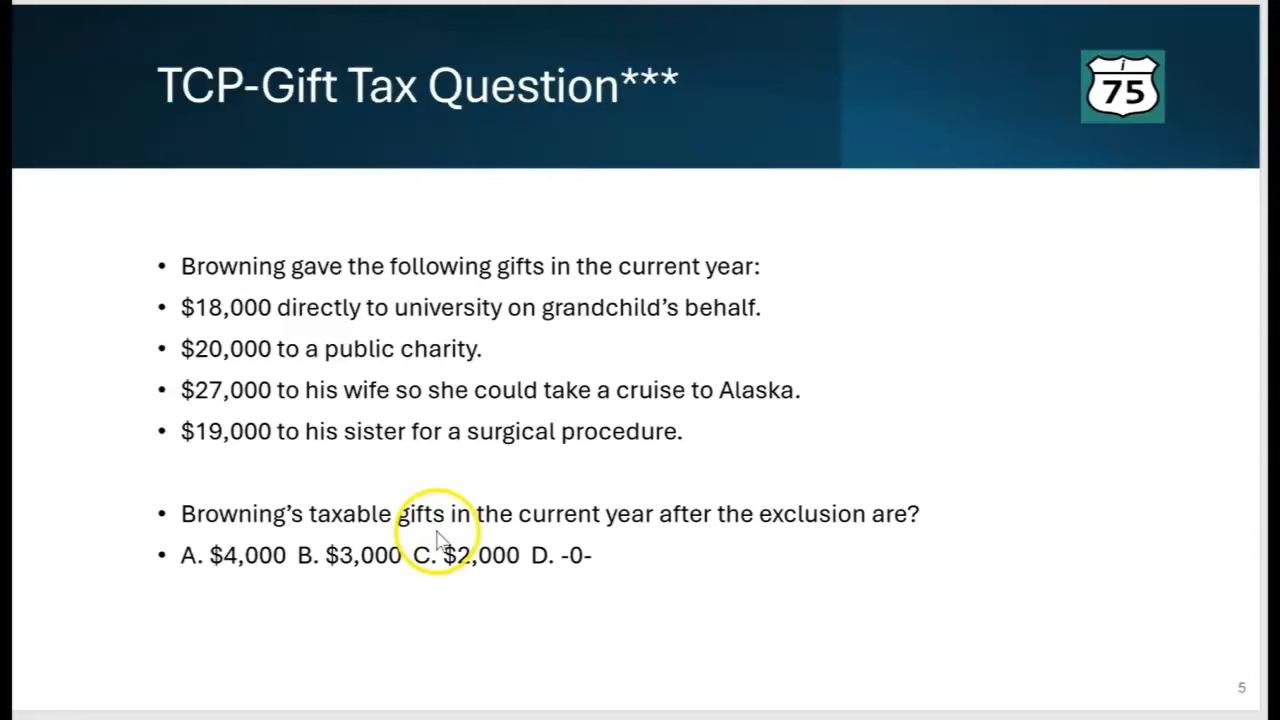 TCP-Gift Tax Question***
i
75
• Browning gave the following gifts in the current year:
• $18,000 directly to university on grandchild’s behalf.
• $20,000 to a public charity.
• $27,000 to his wife so she could take a cruise to Alaska.
• $19,000 to his sister for a surgical procedure.
• Browning’s taxable gifts in the current year after the exclusion are?
• A. $4,000 B. $3,000 C. $2,000 D. -0-
5